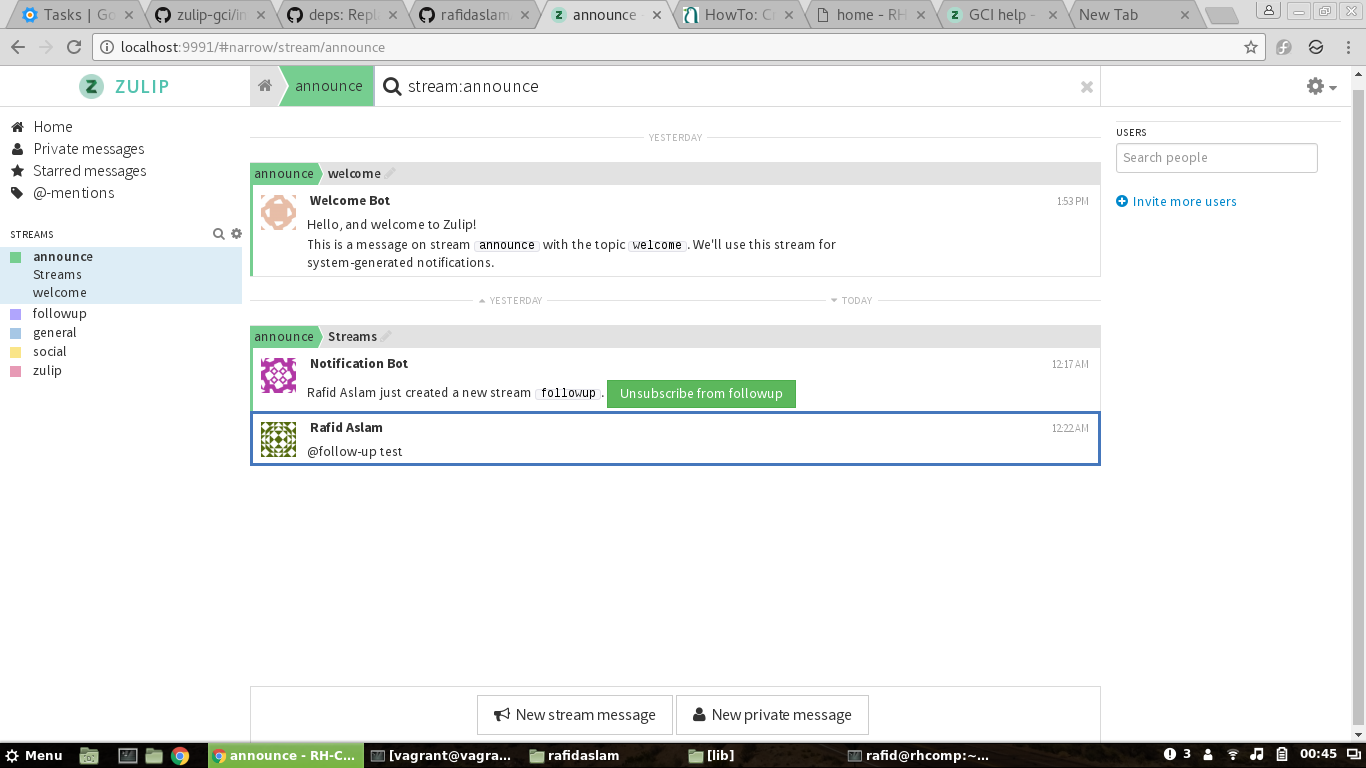 Tasks | Go
zulip-gci/in
deps: Repl
rafidaslam
announce -
HowTo: C
home - RH
GCI help -
New Tab
localhost:9991/#narrow/stream/announce
ZULIP
announce
stream:announce
Home
Private messages
Starred messages
@-mentions
STREAMS
announce
Streams
welcome
followup
general
social
zulip
YESTERDAY
announce welcome
Welcome Bot 1:53 PM
Hello, and welcome to Zulip!
This is a message on stream announce with the topic welcome. We'll use this stream for
system-generated notifications.
YESTERDAY TODAY
announce Streams
Notification Bot 12:17 AM
Rafid Aslam just created a new stream followup. Unsubscribe from followup
Rafid Aslam 12:22 AM
@follow-up test
New stream message
New private message
USERS
Search people
Invite more users
Menu
announce - RH-C...
[vagrant@vagra...
rafidaslam
[lib]
rafid@rhcomp:~...
3
00:45